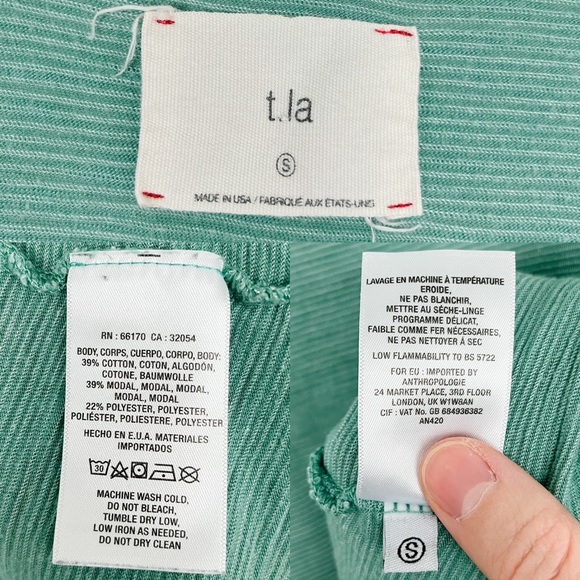 t.la
S
MADE IN USA / FABRIQUÉ AUX ÉTATS-UNIS
RN : 66170 CA : 32054
BODY, CORPS, CUERPO, CORPO, BODY:
39% COTTON, COTON, ALGODÓN,
COTONE, BAUMWOLLE
39% MODAL, MODAL, MODAL,
MODAL, MODAL
22% POLYESTER, POLYESTER,
POLIÉSTER, POLIESTERE, POLYESTER
HECHO EN E.U.A. MATERIALES
IMPORTADOS
30
MACHINE WASH COLD,
DO NOT BLEACH,
TUMBLE DRY LOW,
LOW IRON AS NEEDED,
DO NOT DRY CLEAN
LAVAGE EN MACHINE À TEMPÉRATURE
EROIDE,
NE PAS BLANCHIR,
METTRE AU SÈCHE-LINGE
PROGRAMME DÉLICAT,
FAIBLE COMME FER NÉCESSAIRES,
NE PAS NETTOYER À SEC
LOW FLAMMABILITY TO BS 5722
FOR EU : IMPORTED BY
ANTHROPOLOGIE
24 MARKET PLACE, 3RD FLOOR
LONDON, UK W1W8AN
CIF : VAT No. GB 684936382
AN420
S